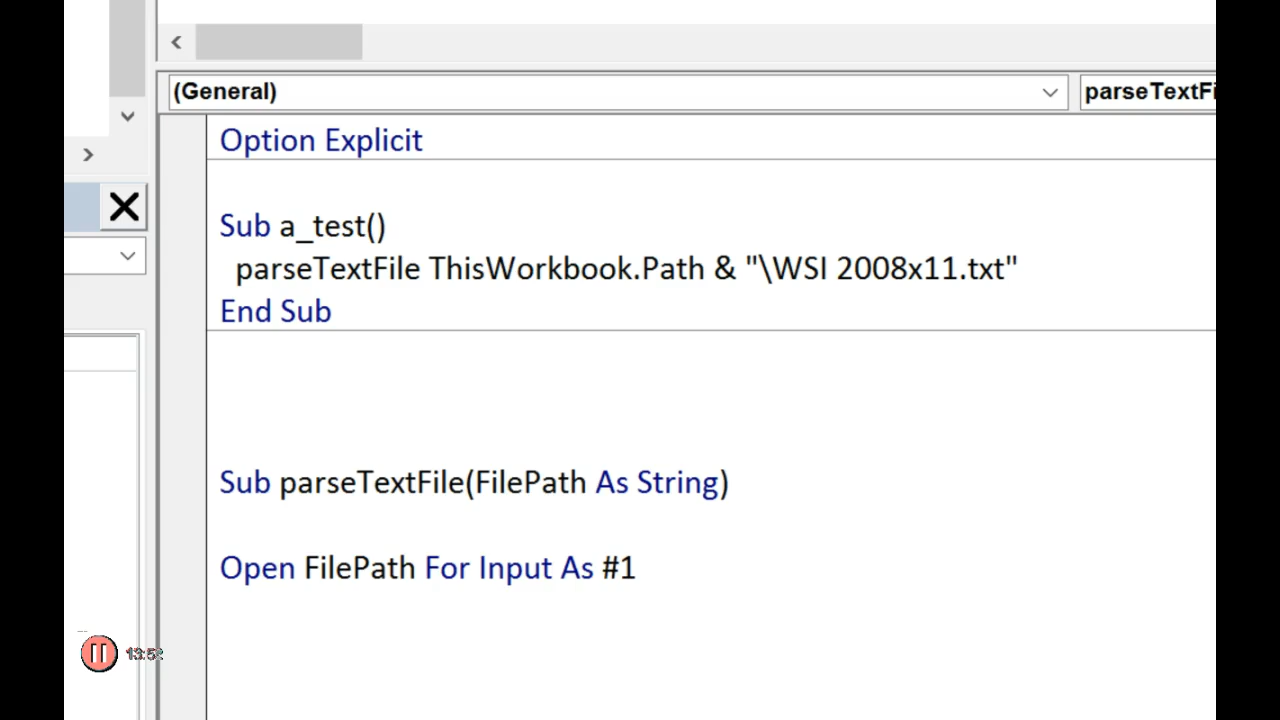 (General)
parseTextFi
Option Explicit
Sub a_test()
parseTextFile ThisWorkbook.Path & "\WSI 2008x11.txt"
End Sub
Sub parseTextFile(FilePath As String)
Open FilePath For Input As #1